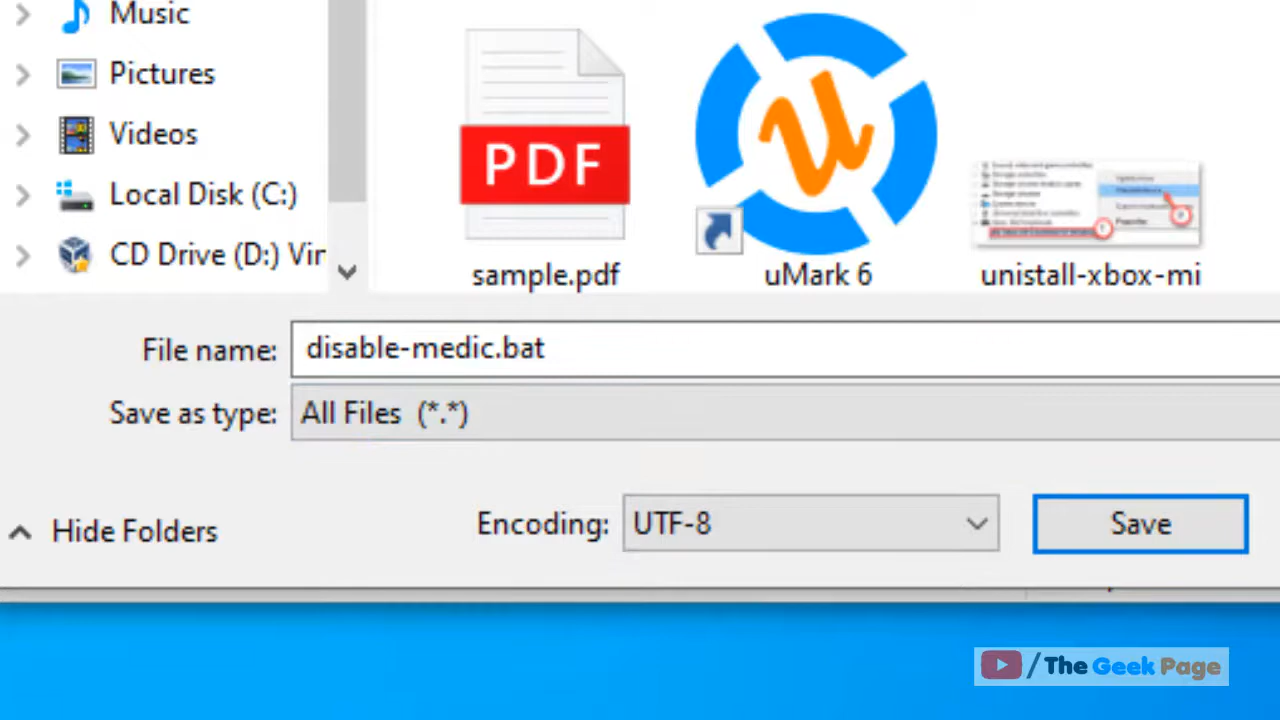 Music
Pictures
Videos
Local Disk (C:)
CD Drive (D:) Vir
PDF
u
sample.pdf
uMark 6
unistall-xbox-mi
File name: disable-medic.bat
Save as type: All Files (*.*)
Hide Folders
Encoding: UTF-8
Save
/The Geek Page